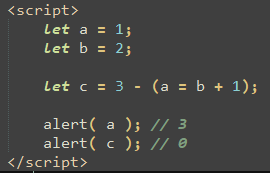 <script>
let a = 1;
let b = 2;
let c = 3 - (a = b + 1);
alert( a ); // 3
alert( c ); // 0
</script>